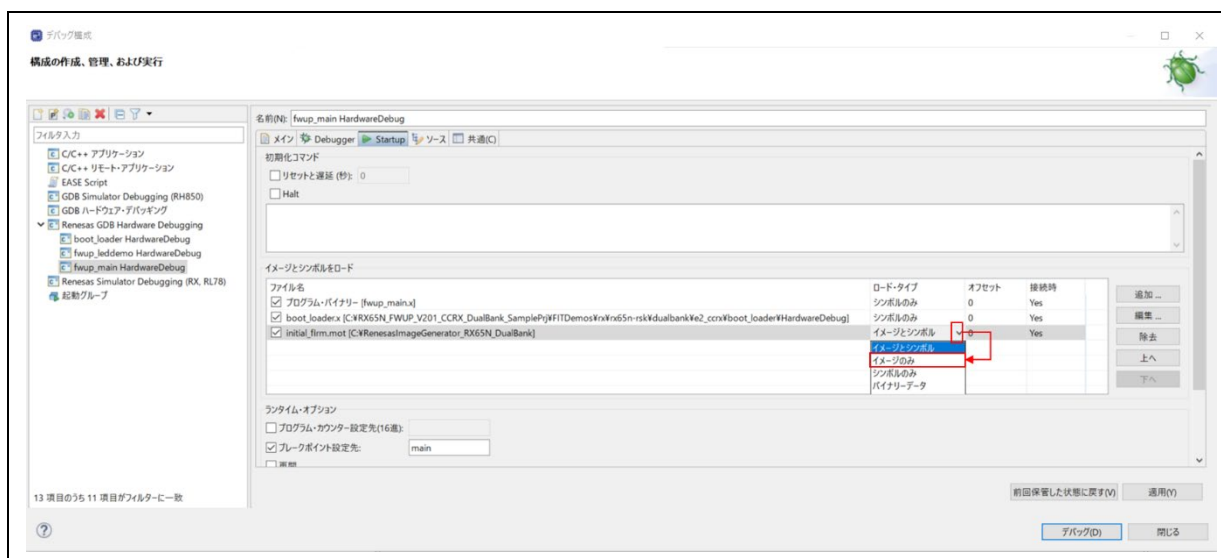 デバッグ構成
構成の作成、管理、および実行
フィルタ入力
C/C++ アプリケーション
C/C++ リモート・アプリケーション
EASE Script
GDB Simulator Debugging (RH850)
GDB ハードウェア・デバッギング
Renesas GDB Hardware Debugging
boot_loader HardwareDebug
fwup_leddemo HardwareDebug
fwup_main HardwareDebug
Renesas Simulator Debugging (RX, RL78)
起動グループ
13 項目のうち 11 項目がフィルターに一致
名前(N): fwup_main HardwareDebug
メイン Debugger Startup ソース 共通(C)
初期化コマンド
リセットと遅延 (秒): 0
Halt
イメージとシンボルをロード
ファイル名 ロード・タイプ オフセット 接続時
プログラム・バイナリー [fwup_main.x] シンボルのみ 0 Yes
boot_loader.x [C:¥RX65N_FWUP_V201_CCRX_DualBank_SamplePrj¥FITDemos¥rx¥rx65n-rsk¥dualbank¥e2_ccrx¥boot_loader¥HardwareDebug] シンボルのみ 0 Yes
initial_firm.mot [C:¥RenesasImageGenerator_RX65N_DualBank] イメージとシンボル 0 Yes
イメージとシンボル
イメージのみ
シンボルのみ
バイナリーデータ
追加 ...
編集 ...
除去
上へ
下へ
ランタイム・オプション
プログラム・カウンター設定先(16進):
ブレークポイント設定先: main
再開
前回保管した状態に戻す(V) 適用(Y)
デバッグ(D) 閉じる